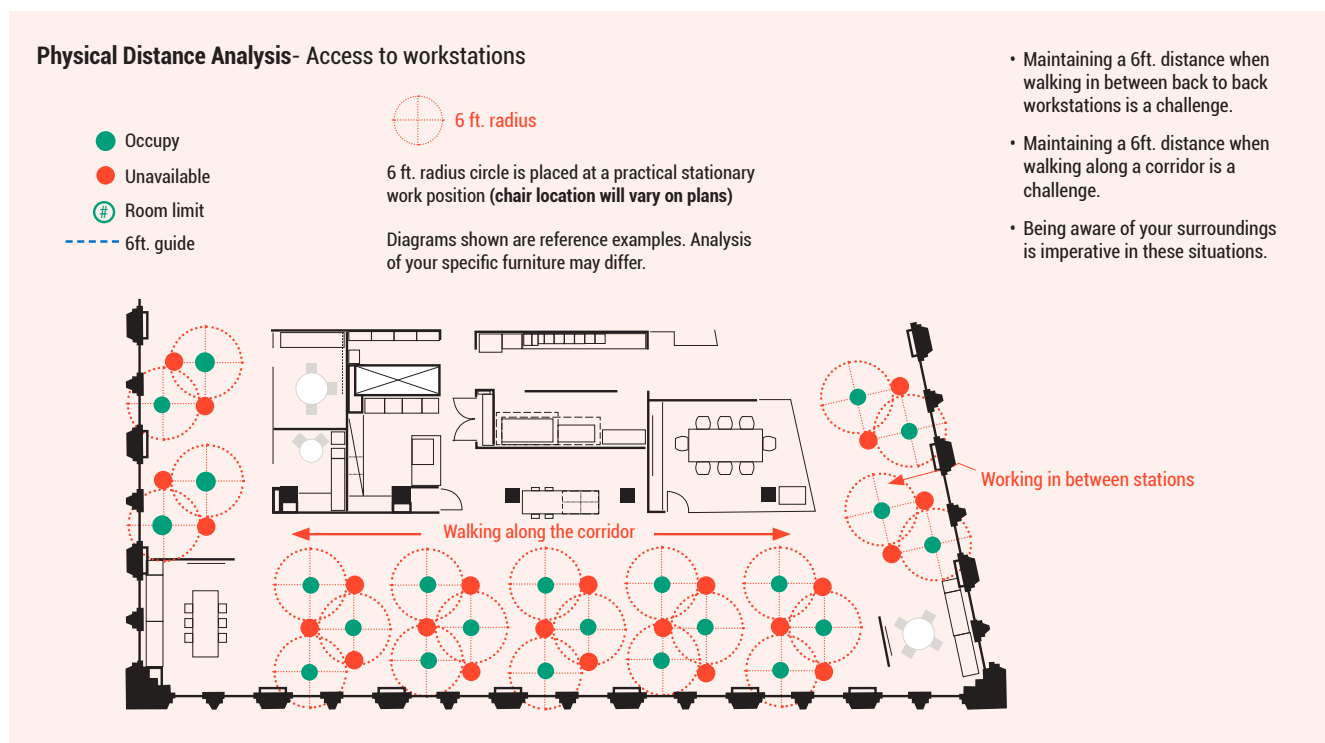 Physical Distance Analysis- Access to workstations
Occupy
Unavailable
# Room limit
6ft. guide
6 ft. radius
6 ft. radius circle is placed at a practical stationary
work position (chair location will vary on plans)
Diagrams shown are reference examples. Analysis
of your specific furniture may differ.
• Maintaining a 6ft. distance when
walking in between back to back
workstations is a challenge.
• Maintaining a 6ft. distance when
walking along a corridor is a
challenge.
• Being aware of your surroundings
is imperative in these situations.
Working in between stations
Walking along the corridor